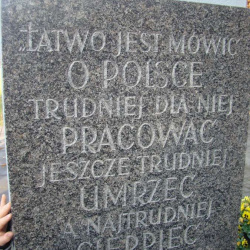 „ŁATWO JEST MÓWIĆ
O POLSCE
TRUDNIEJ DLA NIEJ
PRACOWAĆ
JESZCZE TRUDNIEJ
UMRZEĆ
A NAJTRUDNIEJ
CIERPIEĆ